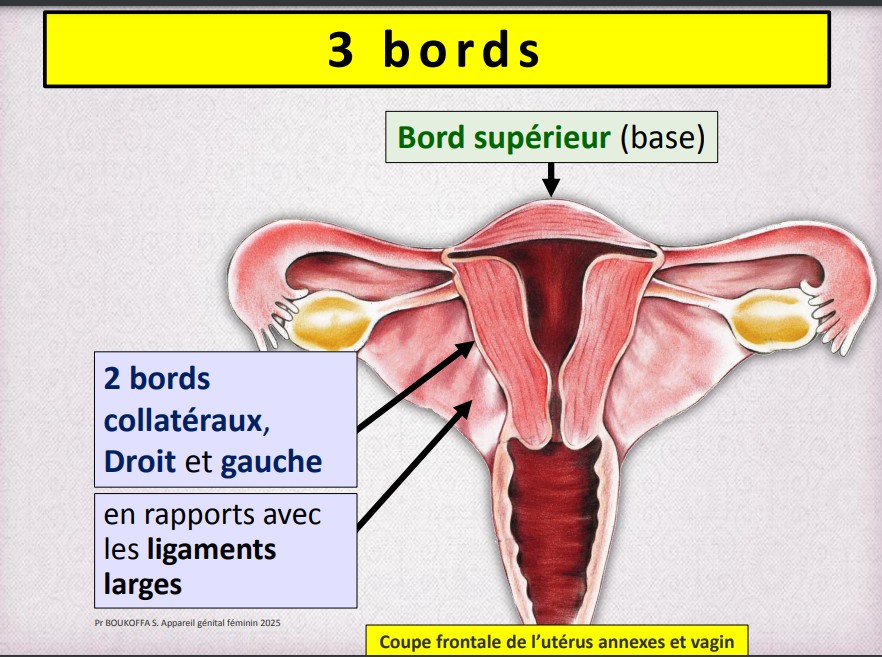 3 bords
Bord supérieur (base)
2 bords
collatéraux,
Droit et gauche
en rapports avec
les ligaments
larges
Pr BOUKOFFA S. Appareil génital féminin 2025
Coupe frontale de l’utérus annexes et vagin